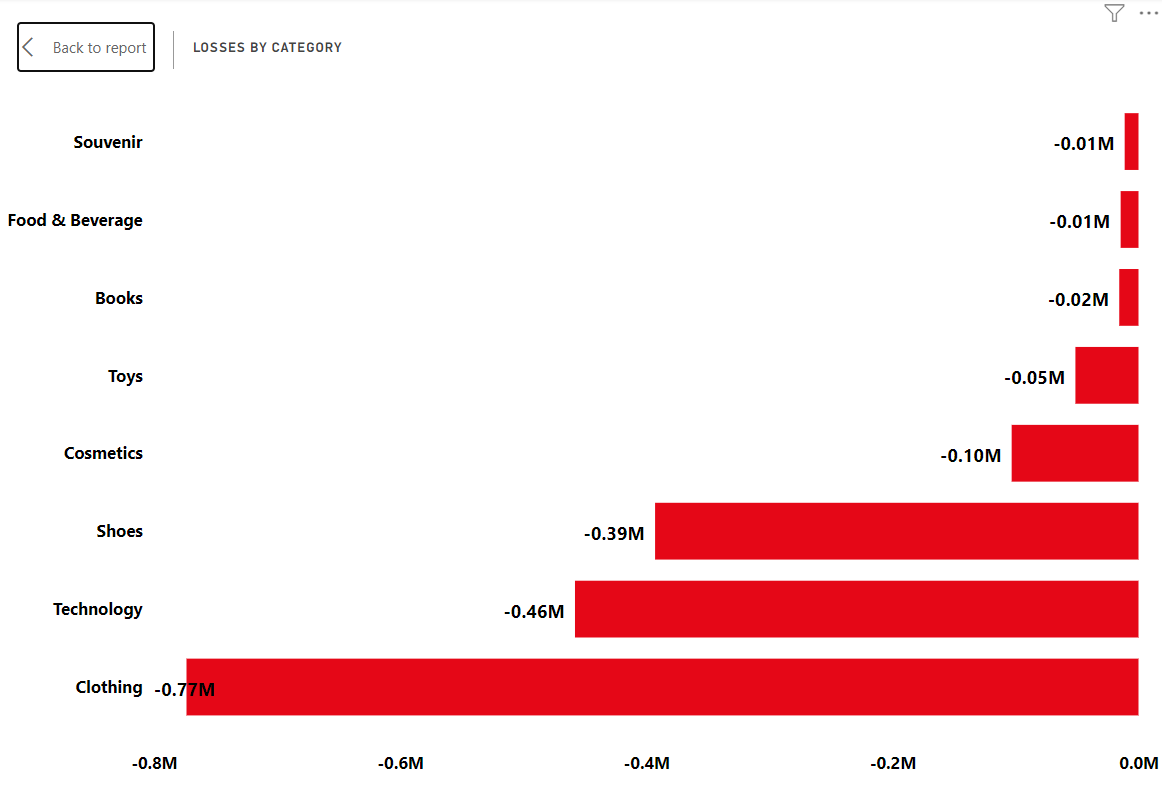 Back to report
LOSSES BY CATEGORY
Souvenir -0.01M
Food & Beverage -0.01M
Books -0.02M
Toys -0.05M
Cosmetics -0.10M
Shoes -0.39M
Technology -0.46M
Clothing -0.77M
-0.8M -0.6M -0.4M -0.2M 0.0M